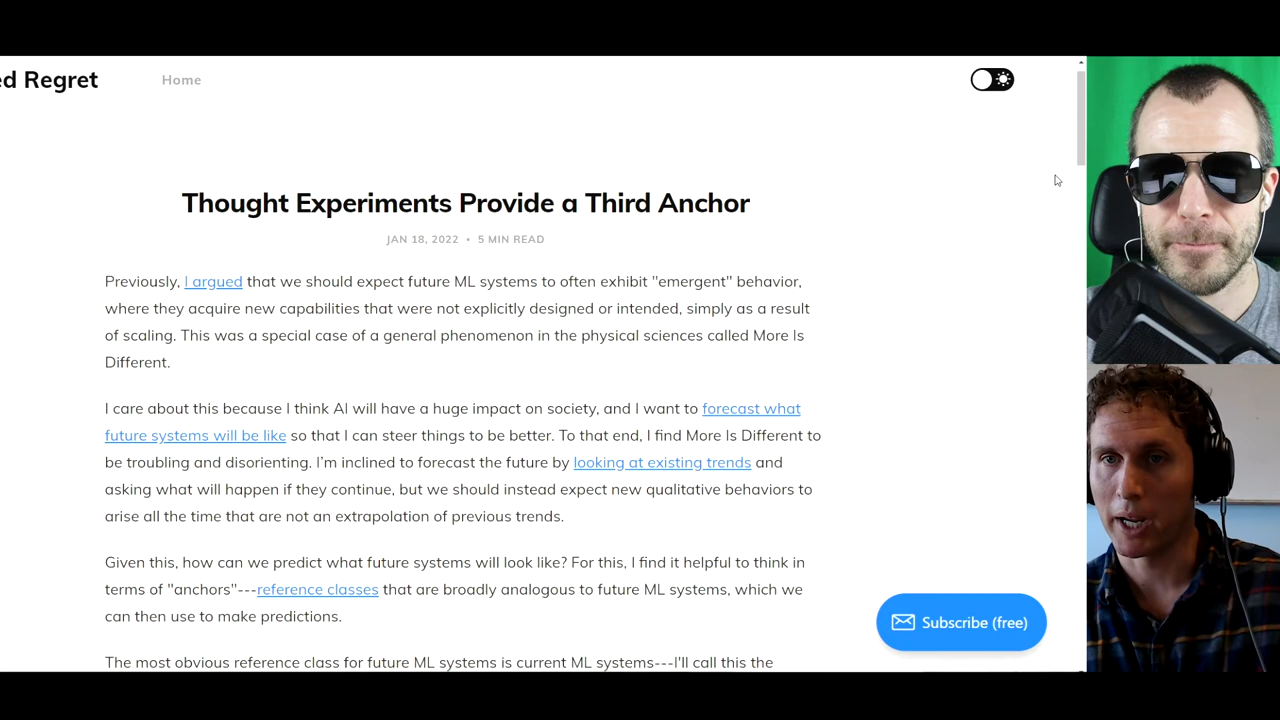 ed Regret
Home
Thought Experiments Provide a Third Anchor
JAN 18, 2022 • 5 MIN READ
Previously, I argued that we should expect future ML systems to often exhibit "emergent" behavior,
where they acquire new capabilities that were not explicitly designed or intended, simply as a result
of scaling. This was a special case of a general phenomenon in the physical sciences called More Is
Different.
I care about this because I think AI will have a huge impact on society, and I want to forecast what
future systems will be like so that I can steer things to be better. To that end, I find More Is Different to
be troubling and disorienting. I’m inclined to forecast the future by looking at existing trends and
asking what will happen if they continue, but we should instead expect new qualitative behaviors to
arise all the time that are not an extrapolation of previous trends.
Given this, how can we predict what future systems will look like? For this, I find it helpful to think in
terms of "anchors"---reference classes that are broadly analogous to future ML systems, which we
can then use to make predictions.
The most obvious reference class for future ML systems is current ML systems---I'll call this the
Subscribe (free)